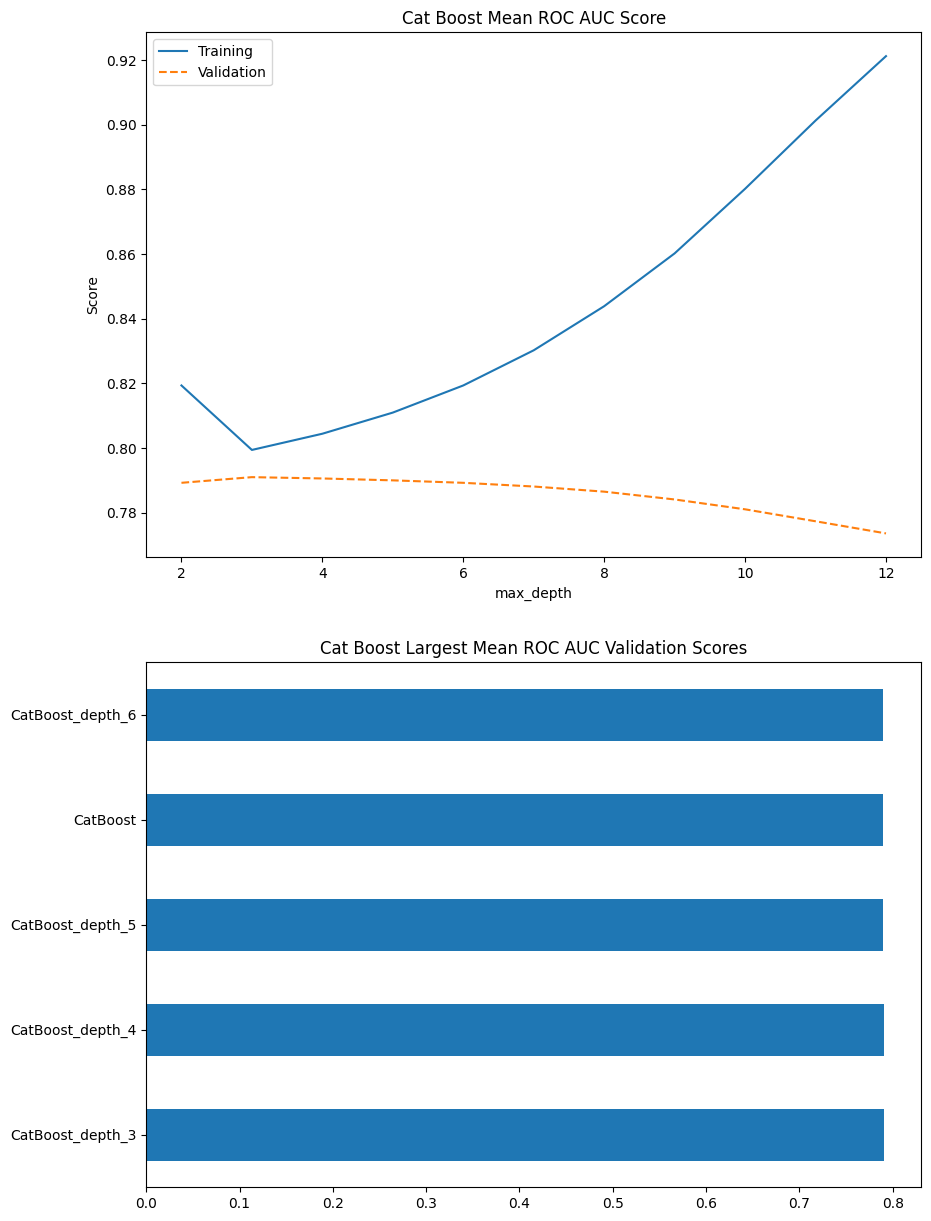 Cat Boost Mean ROC AUC Score
Training
Validation
0.92
0.90
0.88
0.86
0.84
0.82
0.80
0.78
Score
2 4 6 8 10 12
max_depth
Cat Boost Largest Mean ROC AUC Validation Scores
CatBoost_depth_6
CatBoost
CatBoost_depth_5
CatBoost_depth_4
CatBoost_depth_3
0.0 0.1 0.2 0.3 0.4 0.5 0.6 0.7 0.8